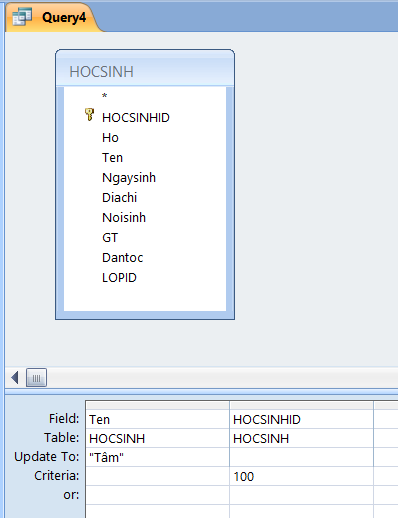 Query4
HOCSINH
*
HOCSINHID
Ho
Ten
Ngaysinh
Diachi
Noisinh
GT
Dantoc
LOPID
Field: Ten HOCSINHID
Table: HOCSINH HOCSINH
Update To: "Tâm"
Criteria: 100
or: